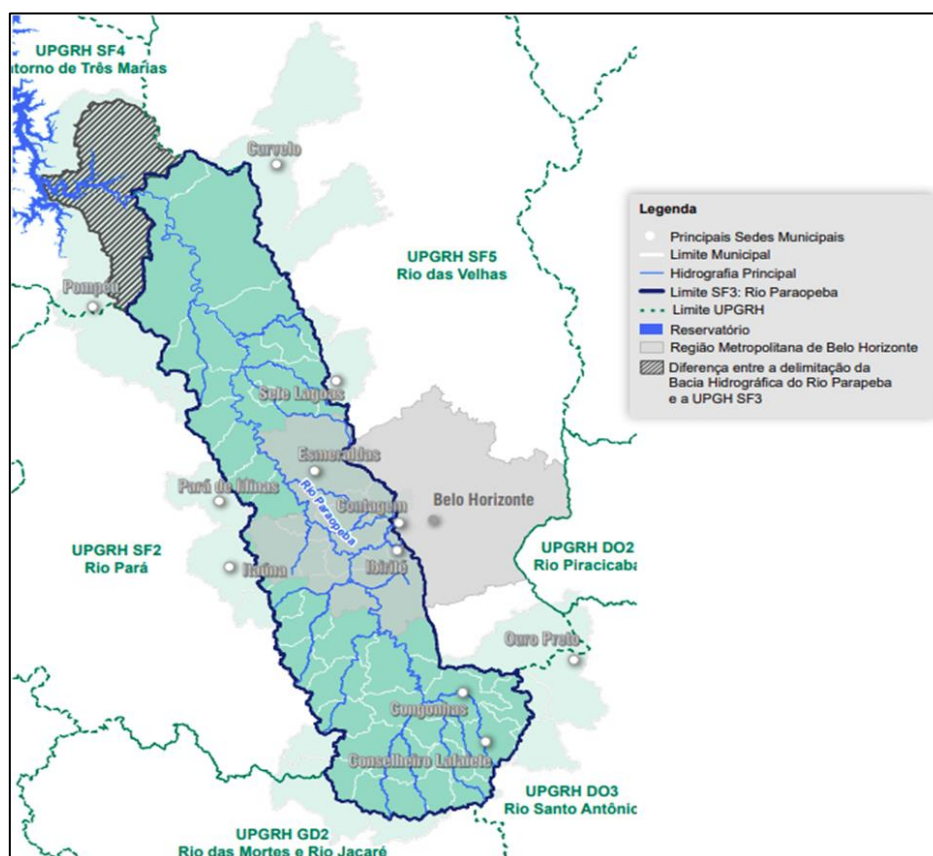 UPGRH SF4
ntorno de Três Marias
Curvelo
UPGRH SF5
Rio das Velhas
Pompéu
Sete Lagoas
Esmeraldas
Pará de Minas
Rio Paraopeba
Contagem
Belo Horizonte
Ibirité
UPGRH SF2
Rio Pará
Itaúna
UPGRH DO2
Rio Piracicaba
Ouro Preto
Congonhas
Conselheiro Lafaiete
UPGRH DO3
Rio Santo Antônio
UPGRH GD2
Rio das Mortes e Rio Jacaré
Legenda
Principais Sedes Municipais
Limite Municipal
Hidrografia Principal
Limite SF3: Rio Paraopeba
Limite UPGRH
Reservatório
Região Metropolitana de Belo Horizonte
Diferença entre a delimitação da
Bacia Hidrográfica do Rio Parapeba
e a UPGH SF3